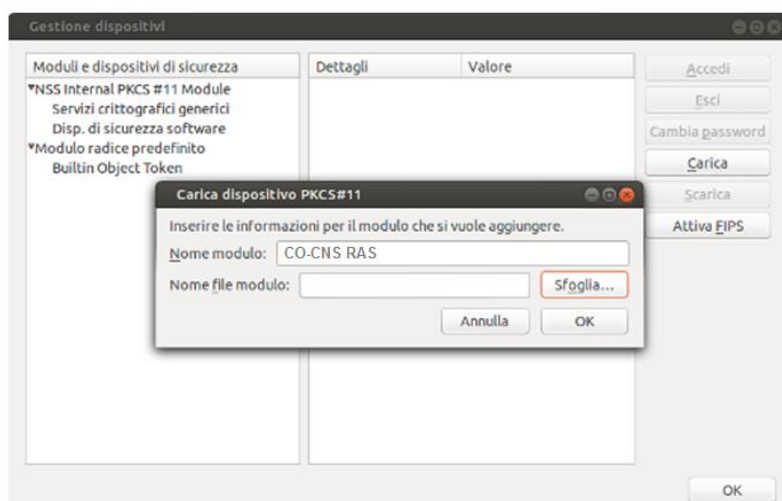 Gestione dispositivi
Moduli e dispositivi di sicurezza
Dettagli
Valore
NSS Internal PKCS #11 Module
Servizi crittografici generici
Disp. di sicurezza software
Modulo radice predefinito
Builtin Object Token
Accedi
Esci
Cambia password
Carica
Scarica
Attiva FIPS
Carica dispositivo PKCS#11
Inserire le informazioni per il modulo che si vuole aggiungere.
Nome modulo: CO-CNS RAS
Nome file modulo: Sfoglia...
Annulla OK
OK